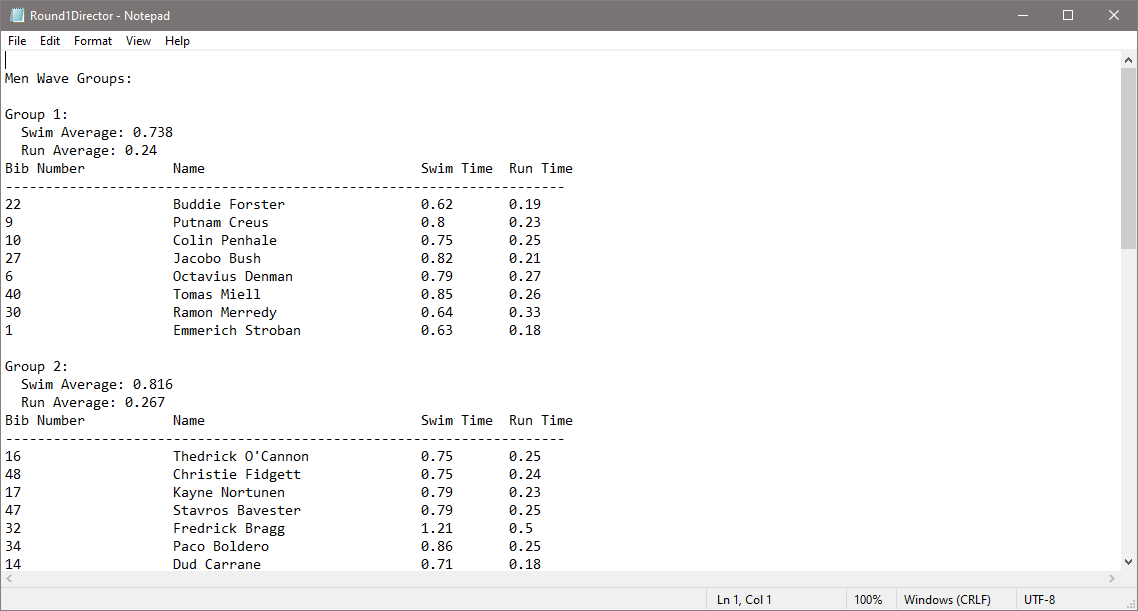 Round1Director - Notepad
File Edit Format View Help
Men Wave Groups:
Group 1:
Swim Average: 0.738
Run Average: 0.24
Bib Number Name Swim Time Run Time
----------------------------------------------------------------------
22 Buddie Forster 0.62 0.19
9 Putnam Creus 0.8 0.23
10 Colin Penhale 0.75 0.25
27 Jacobo Bush 0.82 0.21
6 Octavius Denman 0.79 0.27
40 Tomas Miell 0.85 0.26
30 Ramon Merredy 0.64 0.33
1 Emmerich Stroban 0.63 0.18
Group 2:
Swim Average: 0.816
Run Average: 0.267
Bib Number Name Swim Time Run Time
----------------------------------------------------------------------
16 Thedrick O'Cannon 0.75 0.25
48 Christie Fidgett 0.75 0.24
17 Kayne Nortunen 0.79 0.23
47 Stavros Bavester 0.79 0.25
32 Fredrick Bragg 1.21 0.5
34 Paco Boldero 0.86 0.25
14 Dud Carrane 0.71 0.18
Ln 1, Col 1 100% Windows (CRLF) UTF-8